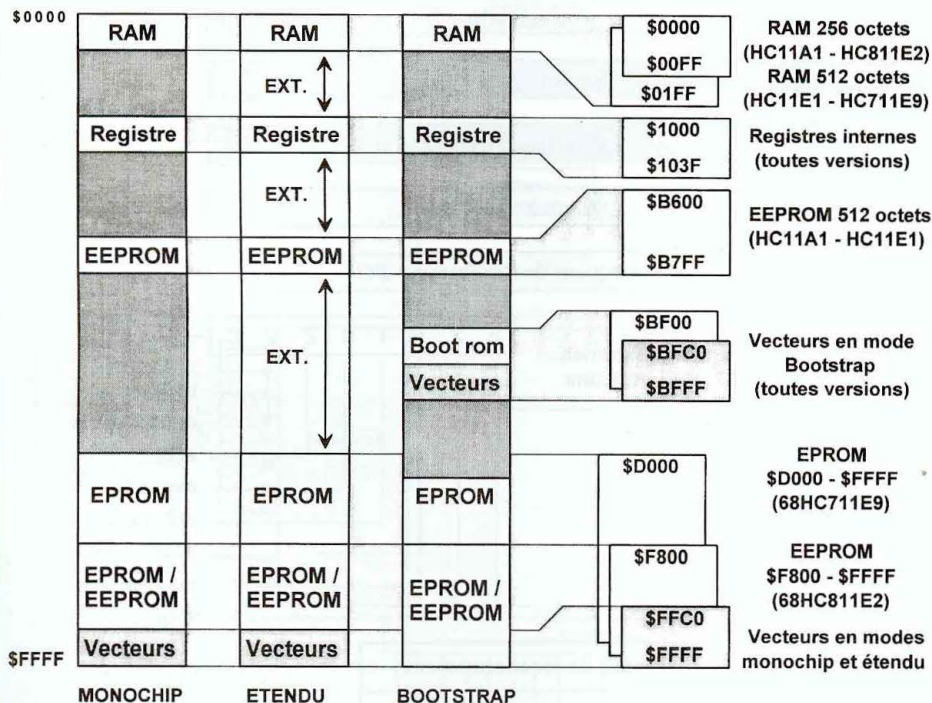 $0000
RAM RAM RAM
EXT.
Registre Registre Registre
EXT.
EEPROM EEPROM EEPROM
EXT.
Boot rom
Vecteurs
EPROM EPROM EPROM
EPROM / EPROM / EPROM /
EEPROM EEPROM EEPROM
Vecteurs Vecteurs
$FFFF
MONOCHIP ETENDU BOOTSTRAP
$0000
$00FF
$01FF
RAM 256 octets
(HC11A1 - HC811E2)
RAM 512 octets
(HC11E1 - HC711E9)
$1000
$103F
Registres internes
(toutes versions)
$B600
$B7FF
EEPROM 512 octets
(HC11A1 - HC11E1)
$BF00
$BFC0
$BFFF
Vecteurs en mode
Bootstrap
(toutes versions)
$D000
EPROM
$D000 - $FFFF
(68HC711E9)
$F800
EEPROM
$F800 - $FFFF
(68HC811E2)
$FFC0
$FFFF
Vecteurs en modes
monochip et étendu